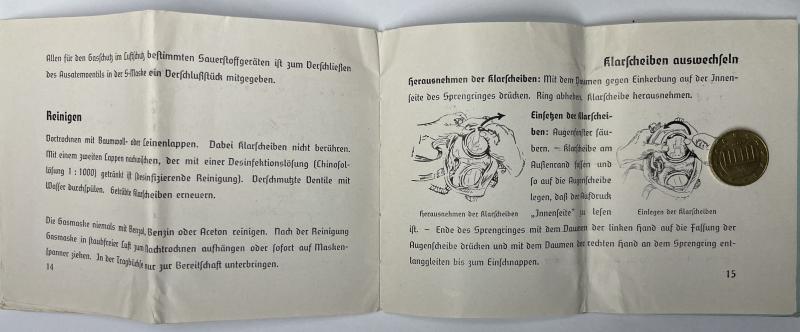 Allen für den Gasschutz im Luftschutz bestimmten Sauerstoffgeräten ist zum Verschließen
des Ausatemventils in der S-Maske ein Verschlußstück mitgegeben.
Reinigen
Vortrocknen mit Baumwoll- oder Leinenlappen. Dabei Klarscheiben nicht berühren.
Mit einem zweiten Lappen nachwischen, der mit einer Desinfektionslösung (Chinosol-
lösung 1 : 1000) getränkt ist (desinfizierende Reinigung). Verschmutzte Ventile mit
Wasser durchspülen. Getrübte Klarscheiben erneuern.
Die Gasmaske niemals mit Benzol, Benzin oder Aceton reinigen. Nach der Reinigung
Gasmaske in staubfreier Luft zum Nachtrocknen aufhängen oder sofort auf Masken-
spanner ziehen. In der Tragbüchse nur zur Bereitschaft unterbringen.
14
Klarscheiben auswechseln
Herausnehmen der Klarscheiben: Mit dem Daumen gegen Einkerbung auf der Innen-
seite des Sprengringes drücken. Ring abheben, Klarscheibe herausnehmen.
Einsetzen der Klarschei-
ben: Augenfenster säu-
bern. – Klarscheibe am
Außenrand fassen und
so auf die Augenscheibe
legen, daß der Aufdruck
„Innenseite" zu lesen
Herausnehmen der Klarscheiben
Einlegen der Klarscheiben
ist. – Ende des Sprengringes mit dem Daumen der linken Hand auf die Fassung der
Augenscheibe drücken und mit dem Daumen der rechten Hand an dem Sprengring ent-
langgleiten bis zum Einschnappen.
15